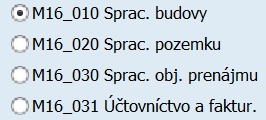 M16_010 Sprac. budovy
M16_020 Sprac. pozemku
M16_030 Sprac. obj. prenájmu
M16_031 Účtovníctvo a faktur.